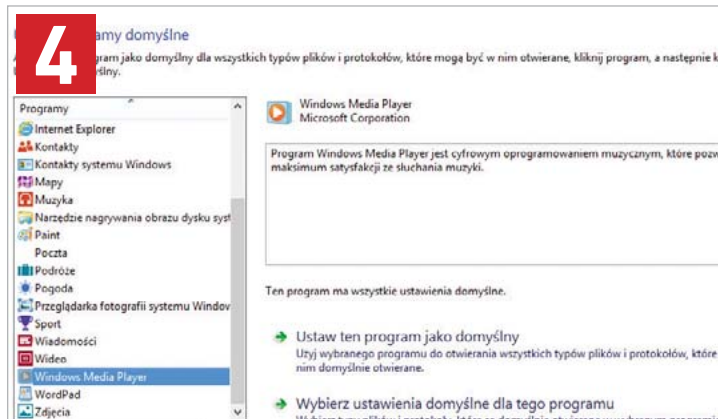 4
amy domyślne
gram jako domyślny dla wszystkich typów plików i protokołów, które mogą być w nim otwierane, kliknij program, a następnie k
ślny.
Programy
Internet Explorer
Kontakty
Kontakty systemu Windows
Mapy
Muzyka
Narzędzie nagrywania obrazu dysku syst
Paint
Poczta
Podróże
Pogoda
Przeglądarka fotografii systemu Window
Sport
Wiadomości
Wideo
Windows Media Player
WordPad
Zdjęcia
Windows Media Player
Microsoft Corporation
Program Windows Media Player jest cyfrowym oprogramowaniem muzycznym, które pozw
maksimum satysfakcji ze słuchania muzyki.
Ten program ma wszystkie ustawienia domyślne.
Ustaw ten program jako domyślny
Użyj wybranego programu do otwierania wszystkich typów plików i protokołów, które
nim domyślnie otwierane.
Wybierz ustawienia domyślne dla tego programu